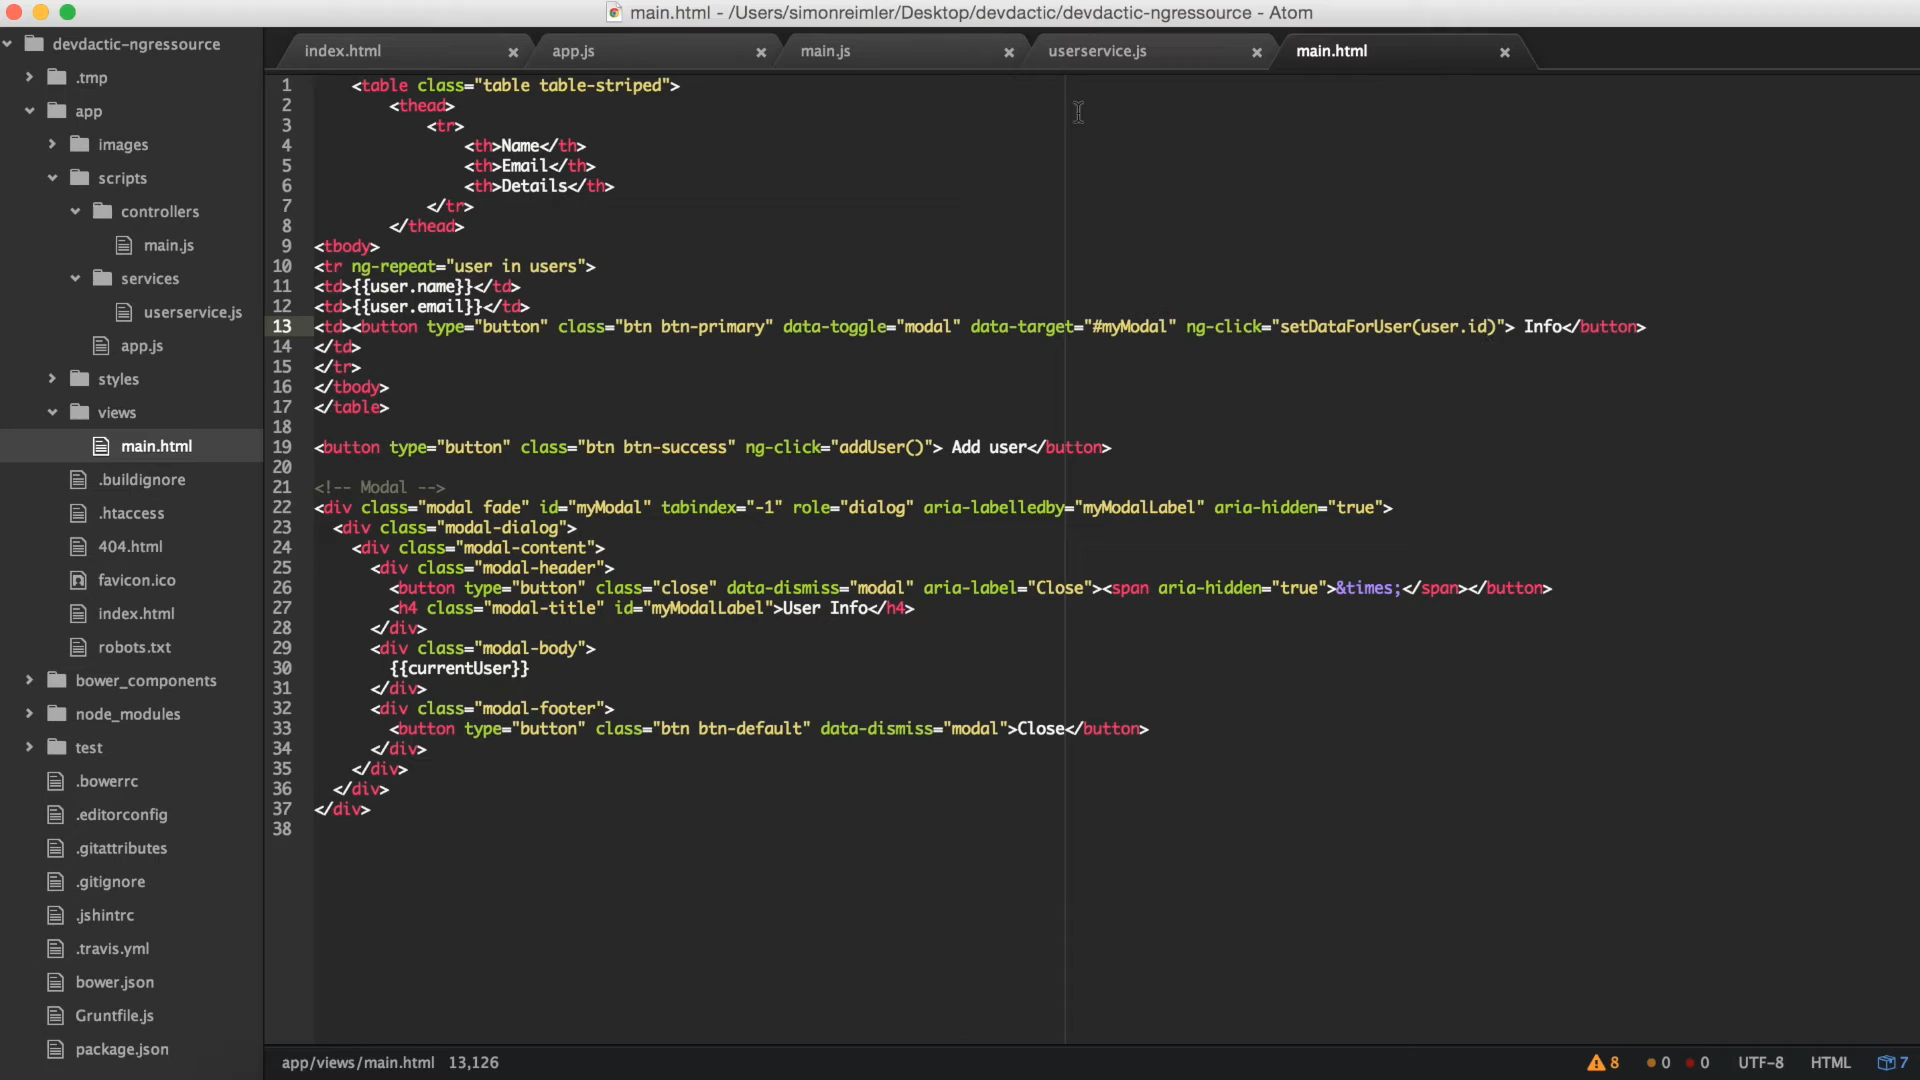 main.html - /Users/simonreimler/Desktop/devdactic/devdactic-ngressource - Atom
devdactic-ngressource
.tmp
app
images
scripts
controllers
main.js
services
userservice.js
app.js
styles
views
main.html
.buildignore
.htaccess
404.html
favicon.ico
index.html
robots.txt
bower_components
node_modules
test
.bowerrc
.editorconfig
.gitattributes
.gitignore
.jshintrc
.travis.yml
bower.json
Gruntfile.js
package.json
index.html
app.js
main.js
userservice.js
main.html
1 <table class="table table-striped">
2 <thead>
3 <tr>
4 <th>Name</th>
5 <th>Email</th>
6 <th>Details</th>
7 </tr>
8 </thead>
9 <tbody>
10 <tr ng-repeat="user in users">
11 <td>{{user.name}}</td>
12 <td>{{user.email}}</td>
13 <td><button type="button" class="btn btn-primary" data-toggle="modal" data-target="#myModal" ng-click="setDataForUser(user.id)"> Info</button>
14 </td>
15 </tr>
16 </tbody>
17 </table>
18
19 <button type="button" class="btn btn-success" ng-click="addUser()"> Add user</button>
20
21 <!-- Modal -->
22 <div class="modal fade" id="myModal" tabindex="-1" role="dialog" aria-labelledby="myModalLabel" aria-hidden="true">
23 <div class="modal-dialog">
24 <div class="modal-content">
25 <div class="modal-header">
26 <button type="button" class="close" data-dismiss="modal" aria-label="Close"><span aria-hidden="true">&times;</span></button>
27 <h4 class="modal-title" id="myModalLabel">User Info</h4>
28 </div>
29 <div class="modal-body">
30 {{currentUser}}
31 </div>
32 <div class="modal-footer">
33 <button type="button" class="btn btn-default" data-dismiss="modal">Close</button>
34 </div>
35 </div>
36 </div>
37 </div>
38
app/views/main.html 13,126
8 0 0 UTF-8 HTML 7